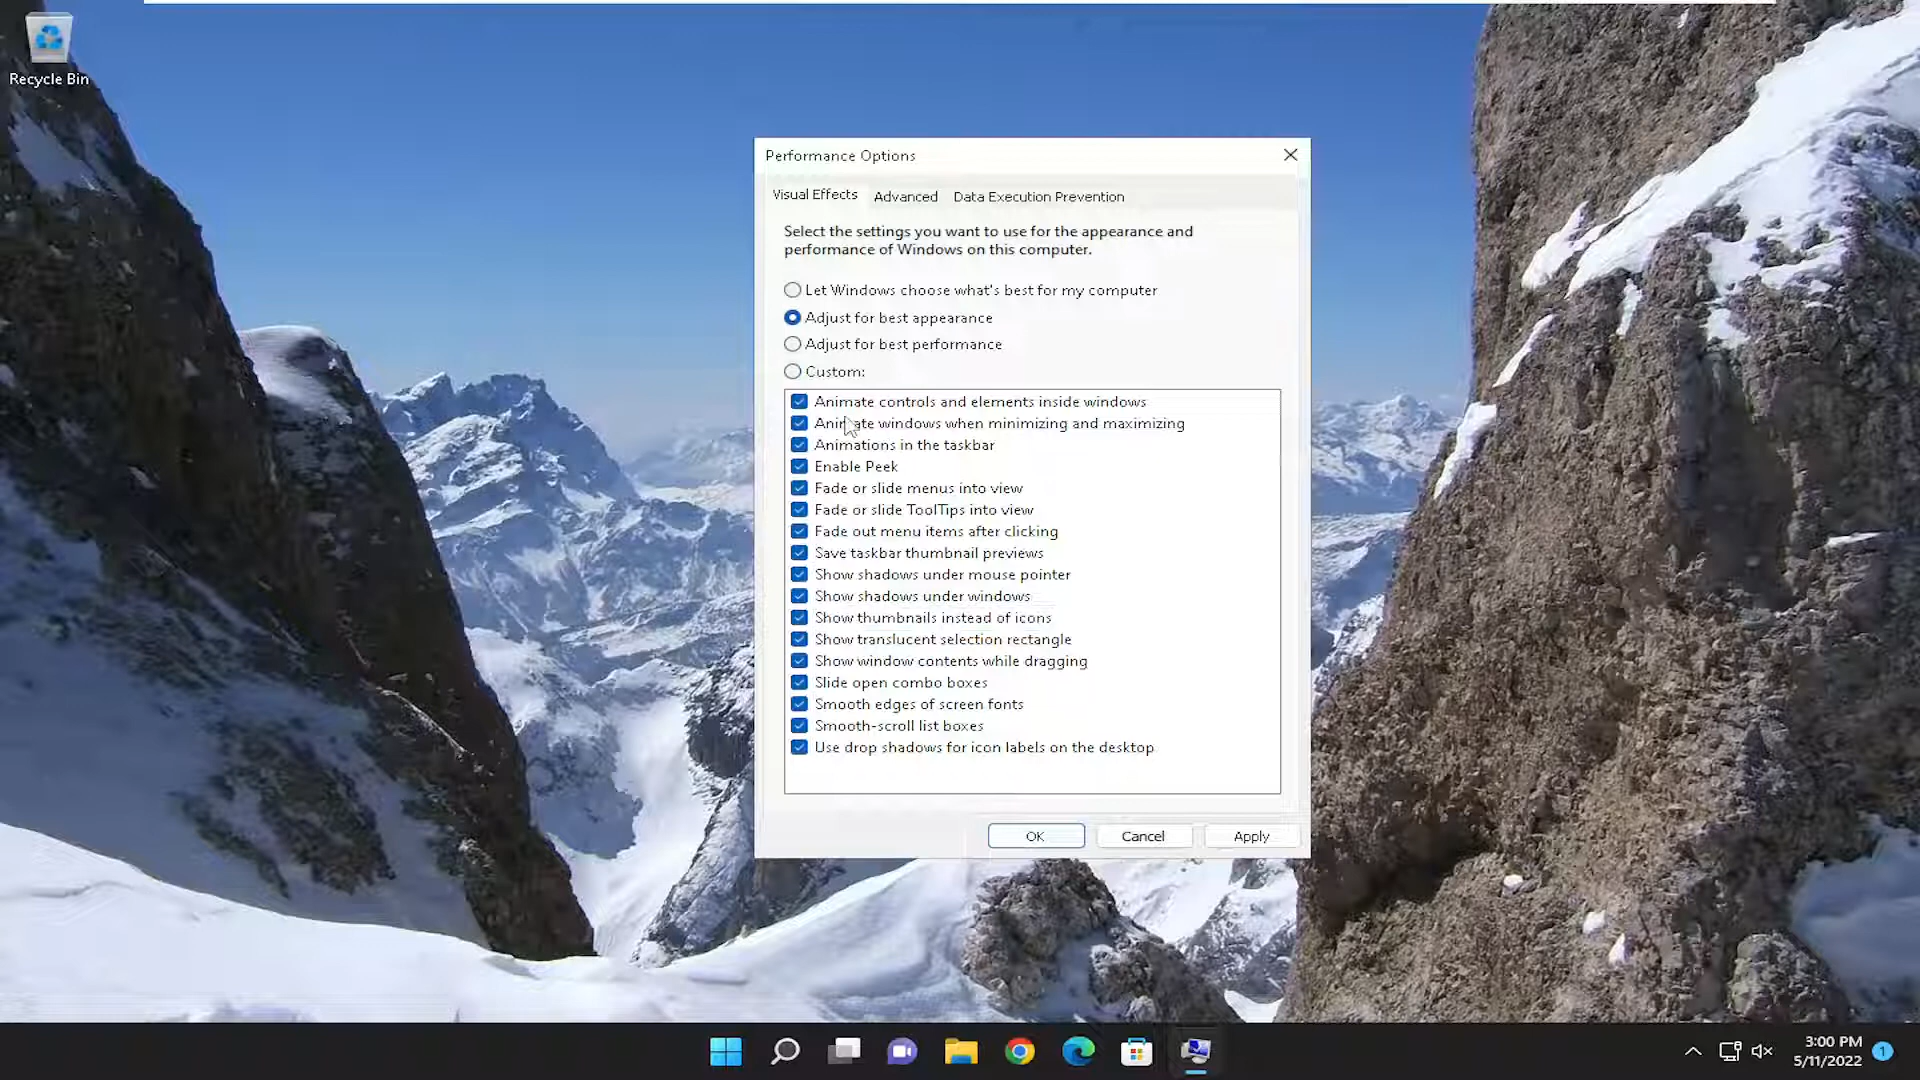 Recycle Bin
Performance Options
Visual Effects
Advanced
Data Execution Prevention
Select the settings you want to use for the appearance and
performance of Windows on this computer.
Let Windows choose what's best for my computer
Adjust for best appearance
Adjust for best performance
Custom:
Animate controls and elements inside windows
Animate windows when minimizing and maximizing
Animations in the taskbar
Enable Peek
Fade or slide menus into view
Fade or slide ToolTips into view
Fade out menu items after clicking
Save taskbar thumbnail previews
Show shadows under mouse pointer
Show shadows under windows
Show thumbnails instead of icons
Show translucent selection rectangle
Show window contents while dragging
Slide open combo boxes
Smooth edges of screen fonts
Smooth-scroll list boxes
Use drop shadows for icon labels on the desktop
OK
Cancel
Apply
3:00 PM
5/11/2022
1